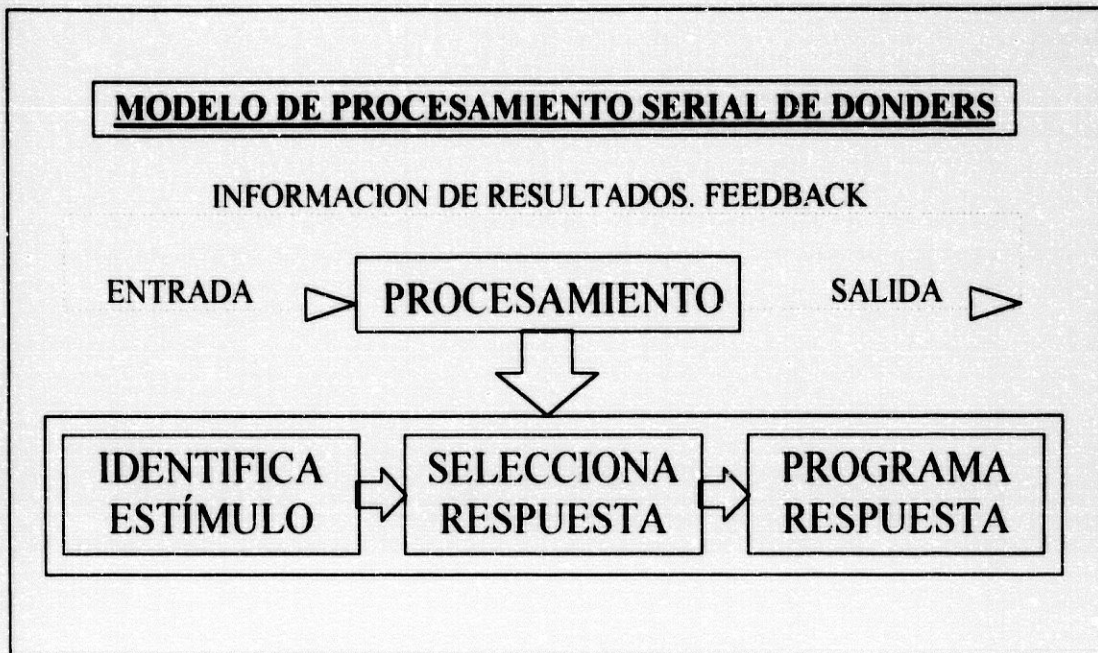 MODELO DE PROCESAMIENTO SERIAL DE DONDERS
INFORMACION DE RESULTADOS. FEEDBACK
ENTRADA
PROCESAMIENTO
SALIDA
IDENTIFICA
ESTÍMULO
SELECCIONA
RESPUESTA
PROGRAMA
RESPUESTA